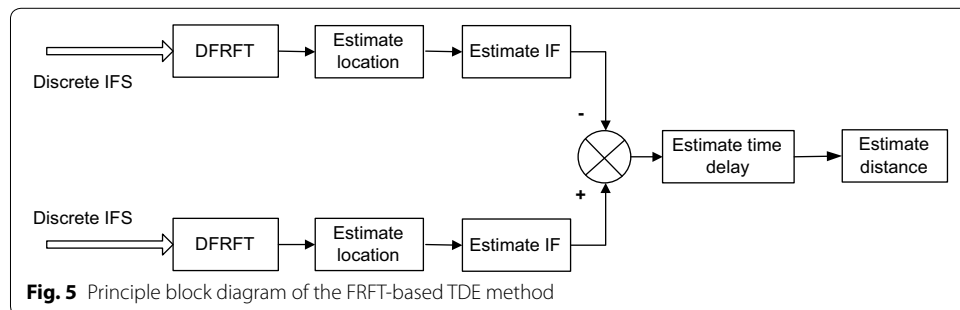 DFRFT
Estimate
location
Estimate IF
Discrete IFS
-
Estimate time
delay
Estimate
distance
+
Discrete IFS
DFRFT
Estimate
location
Estimate IF
Fig. 5 Principle block diagram of the FRFT-based TDE method